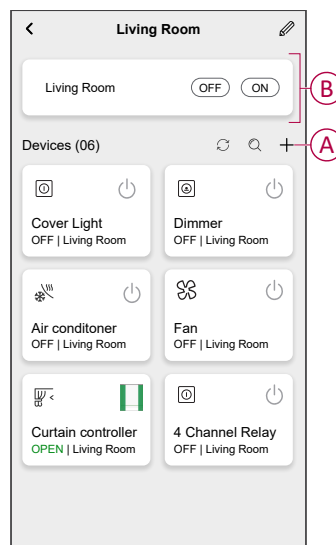 Living Room
Living Room OFF ON
B
Devices (06)
A
Cover Light
OFF | Living Room
Dimmer
OFF | Living Room
Air conditoner
OFF | Living Room
Fan
OFF | Living Room
Curtain controller
OPEN | Living Room
4 Channel Relay
OFF | Living Room